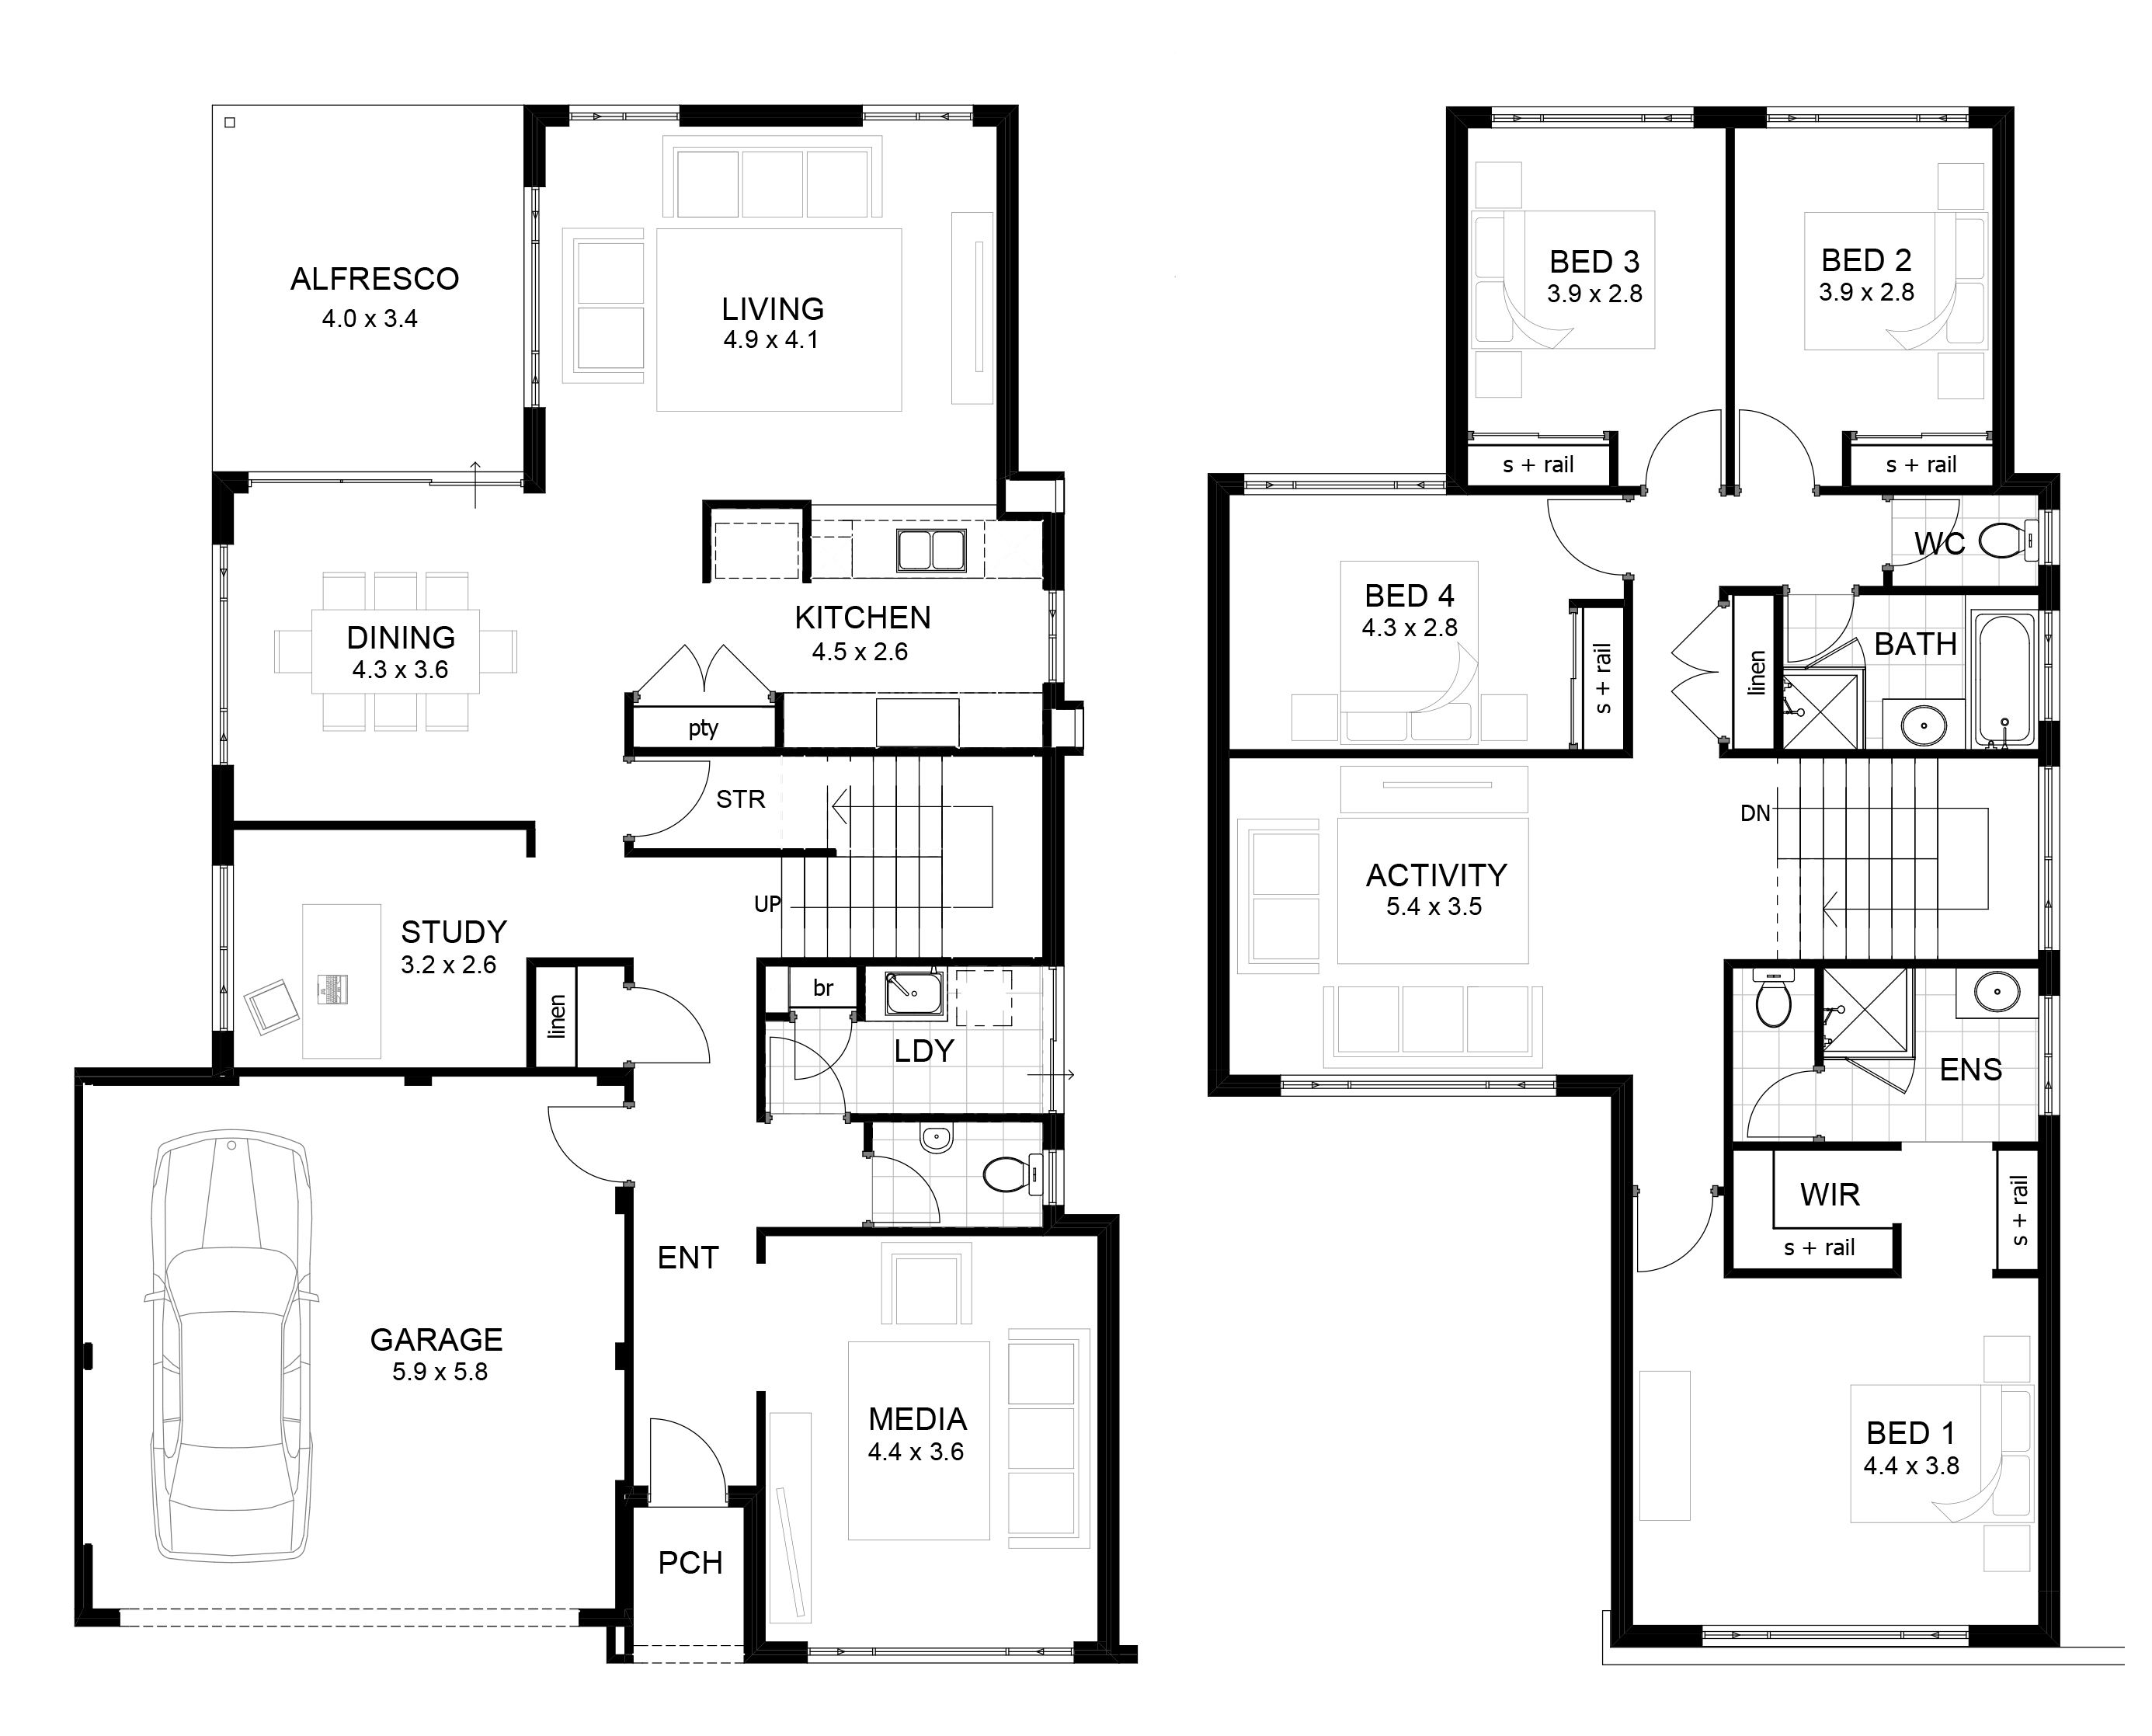 ALFRESCO
4.0 x 3.4
LIVING
4.9 x 4.1
DINING
4.3 x 3.6
KITCHEN
4.5 x 2.6
pty
STR
UP
STUDY
3.2 x 2.6
linen
br
LDY
ENT
GARAGE
5.9 x 5.8
MEDIA
4.4 x 3.6
PCH
BED 3
3.9 x 2.8
BED 2
3.9 x 2.8
s + rail
s + rail
WC
BED 4
4.3 x 2.8
s + rail
linen
BATH
DN
ACTIVITY
5.4 x 3.5
ENS
WIR
s + rail
s + rail
BED 1
4.4 x 3.8